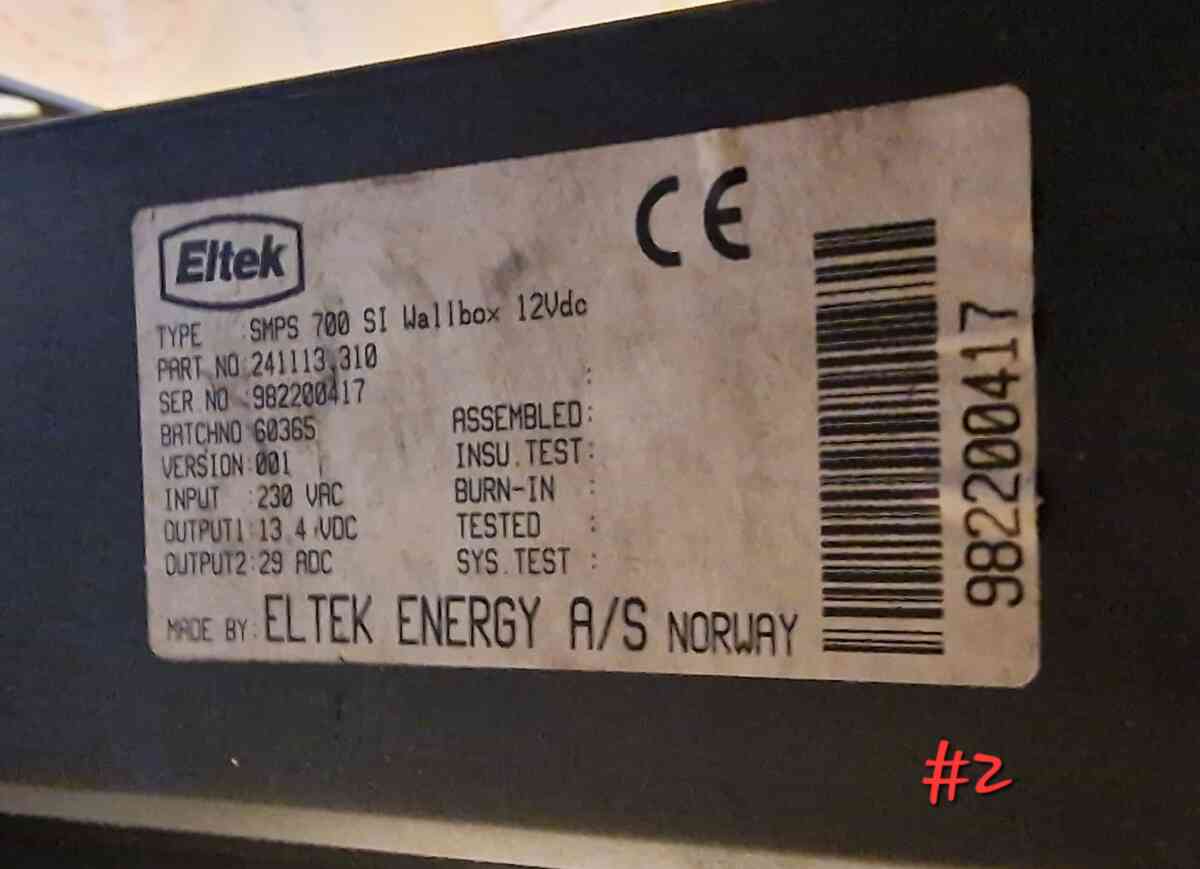 Eltek
CE
TYPE :SMPS 700 SI Wallbox 12Vdc
PART NO:241113.310
SER NO :982200417
BATCHNO:60365
VERSION:001
INPUT :230 VAC
OUTPUT1:13.4 VDC
OUTPUT2:29 ADC
:
ASSEMBLED:
INSU.TEST:
BURN-IN :
TESTED :
SYS.TEST :
MADE BY: ELTEK ENERGY A/S NORWAY
982200417
#2